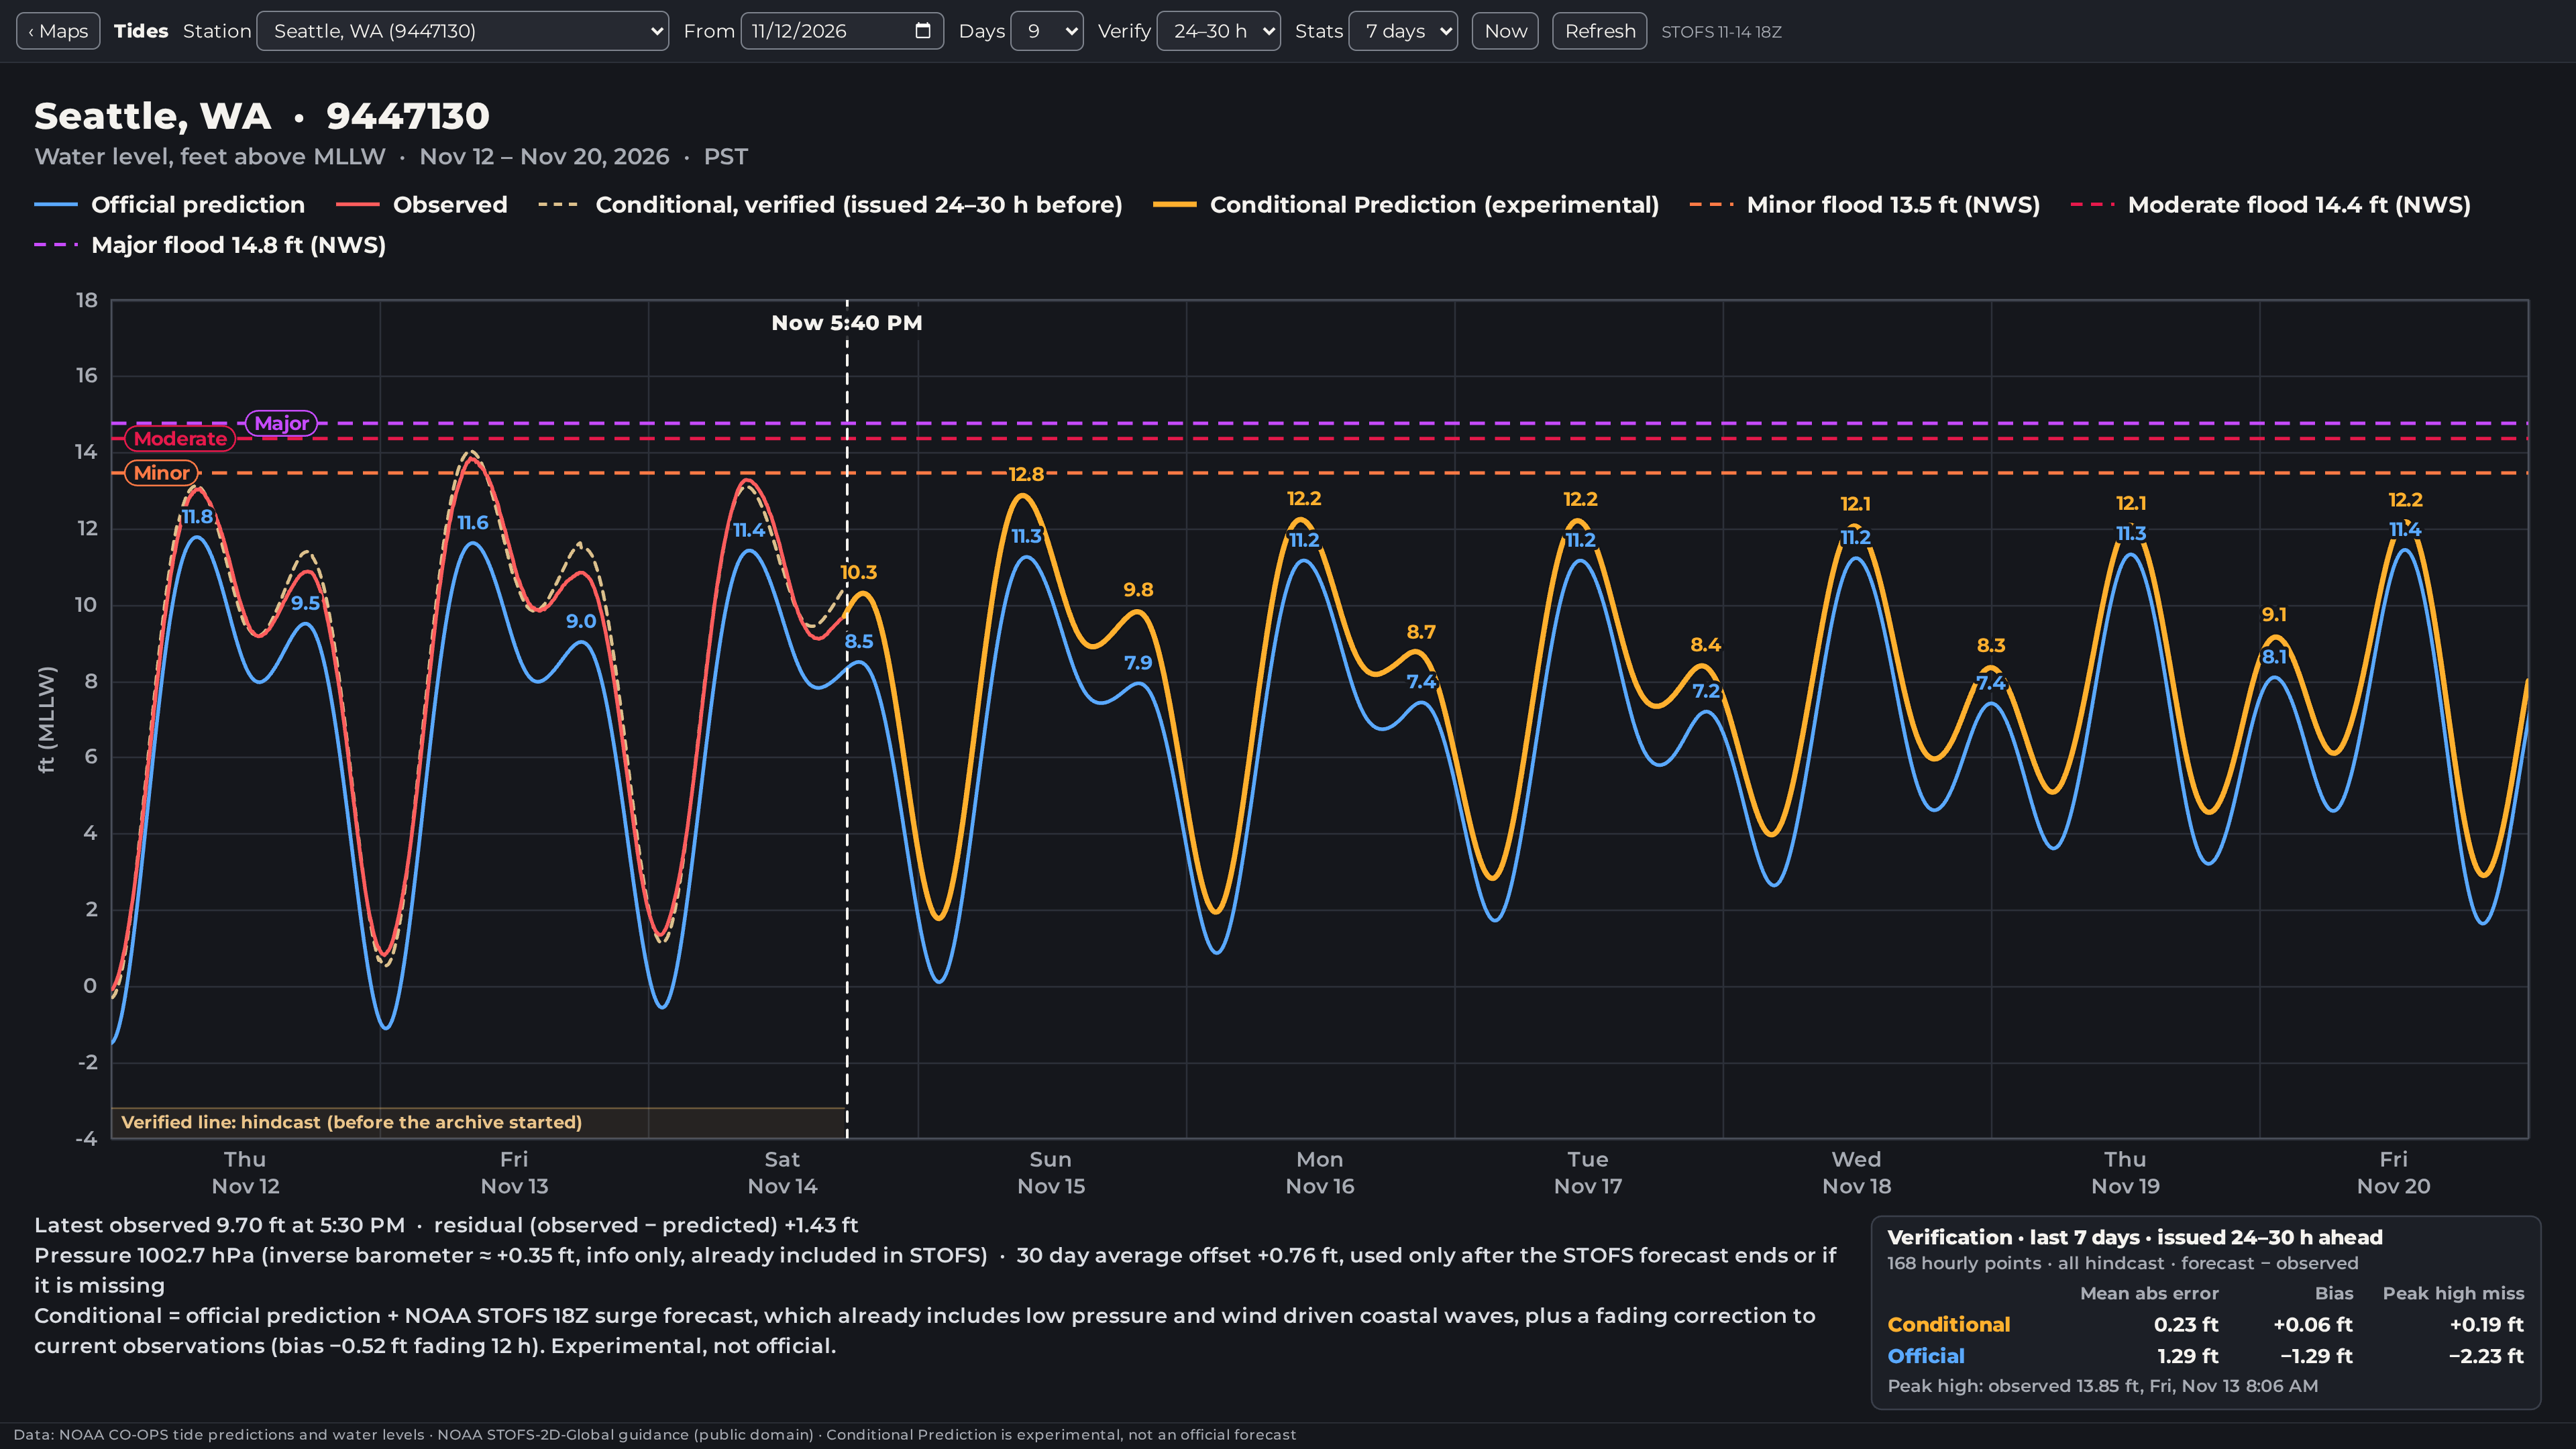 ‹ Maps Tides Station Seattle, WA (9447130) From 11/12/2026 Days 9 Verify 24–30 h Stats 7 days Now Refresh STOFS 11-14 18Z
Seattle, WA · 9447130
Water level, feet above MLLW · Nov 12 – Nov 20, 2026 · PST
Official prediction Observed Conditional, verified (issued 24–30 h before) Conditional Prediction (experimental) Minor flood 13.5 ft (NWS) Moderate flood 14.4 ft (NWS)
Major flood 14.8 ft (NWS)
18
Now 5:40 PM
16
Major
Moderate
14
Minor
12.8
12.2
12.2
12.1
12.1
12.2
11.8
11.6
11.4
11.3
11.2
11.2
11.2
11.3
11.4
12
10.3
9.8
10
9.5
9.0
8.5
7.9
8.7
7.4
8.4
7.2
8.3
7.4
9.1
8.1
8
6
4
2
0
-2
-4
ft (MLLW)
Verified line: hindcast (before the archive started)
Thu Fri Sat Sun Mon Tue Wed Thu Fri
Nov 12 Nov 13 Nov 14 Nov 15 Nov 16 Nov 17 Nov 18 Nov 19 Nov 20
Latest observed 9.70 ft at 5:30 PM · residual (observed − predicted) +1.43 ft
Pressure 1002.7 hPa (inverse barometer ≈ +0.35 ft, info only, already included in STOFS) · 30 day average offset +0.76 ft, used only after the STOFS forecast ends or if
it is missing
Conditional = official prediction + NOAA STOFS 18Z surge forecast, which already includes low pressure and wind driven coastal waves, plus a fading correction to
current observations (bias −0.52 ft fading 12 h). Experimental, not official.
Verification · last 7 days · issued 24–30 h ahead
168 hourly points · all hindcast · forecast − observed
Mean abs error Bias Peak high miss
Conditional 0.23 ft +0.06 ft +0.19 ft
Official 1.29 ft −1.29 ft −2.23 ft
Peak high: observed 13.85 ft, Fri, Nov 13 8:06 AM
Data: NOAA CO-OPS tide predictions and water levels · NOAA STOFS-2D-Global guidance (public domain) · Conditional Prediction is experimental, not an official forecast